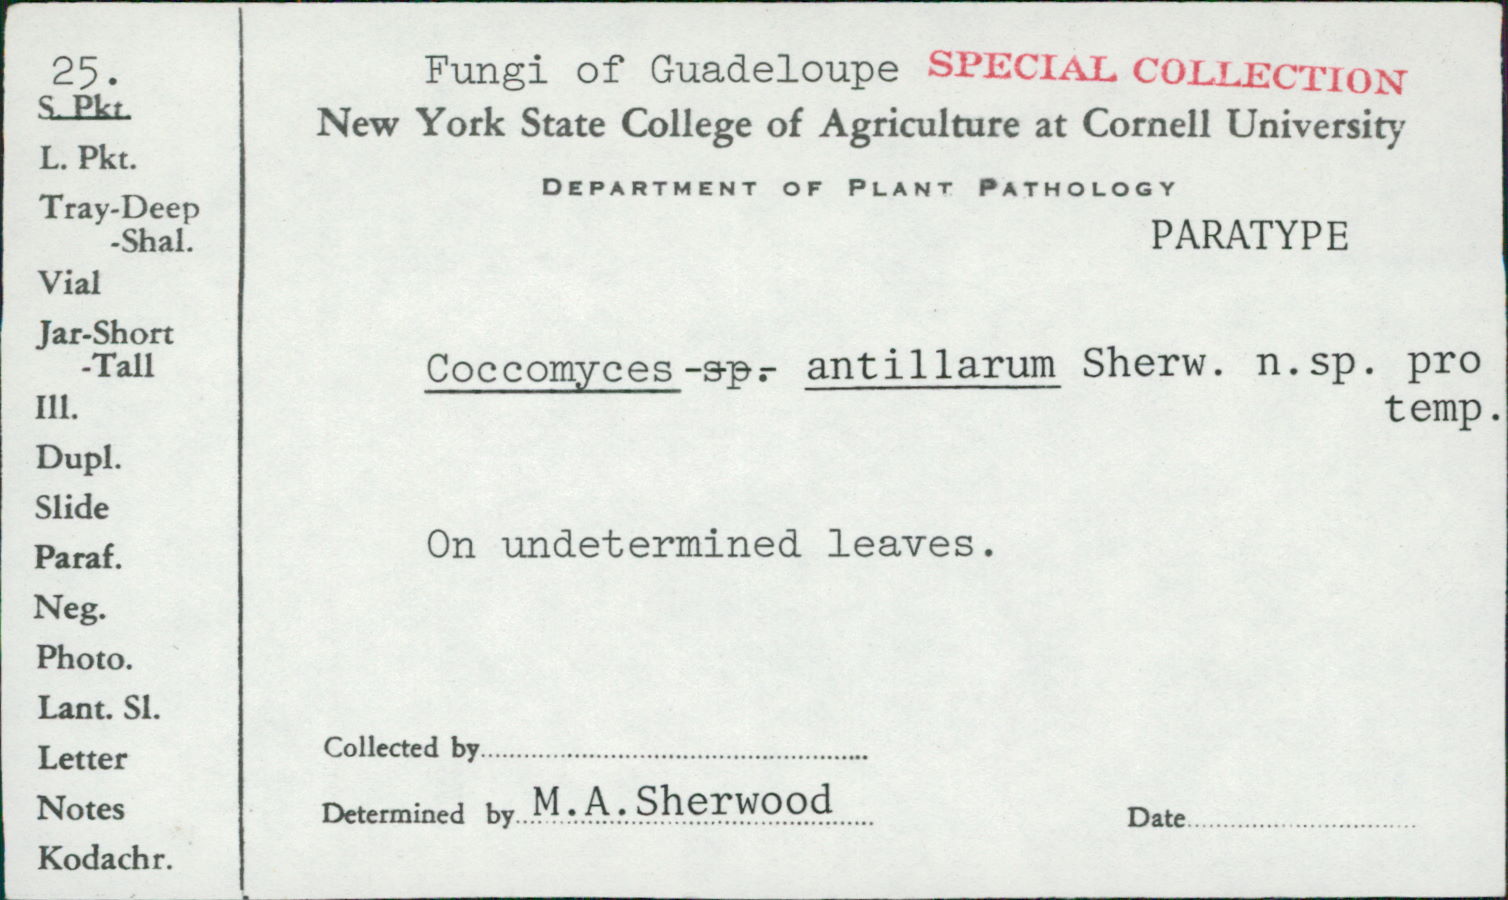 25.
S. Pkt.
L. Pkt.
Tray-Deep
-Shal.
Vial
Jar-Short
-Tall
Ill.
Dupl.
Slide
Paraf.
Neg.
Photo.
Lant. Sl.
Letter
Notes
Kodachr.
Fungi of Guadeloupe SPECIAL COLLECTION
New York State College of Agriculture at Cornell University
DEPARTMENT OF PLANT PATHOLOGY
PARATYPE
Coccomyces sp. antillarum Sherw. n.sp. pro
temp.
On undetermined leaves.
Collected by
Determined by M.A.Sherwood
Date